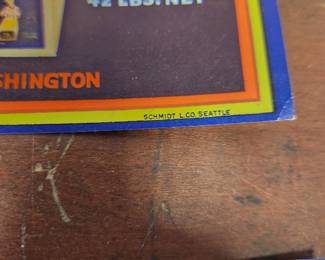 42 LBS. NET
SHINGTON
SCHMIDT L.CO. SEATTLE